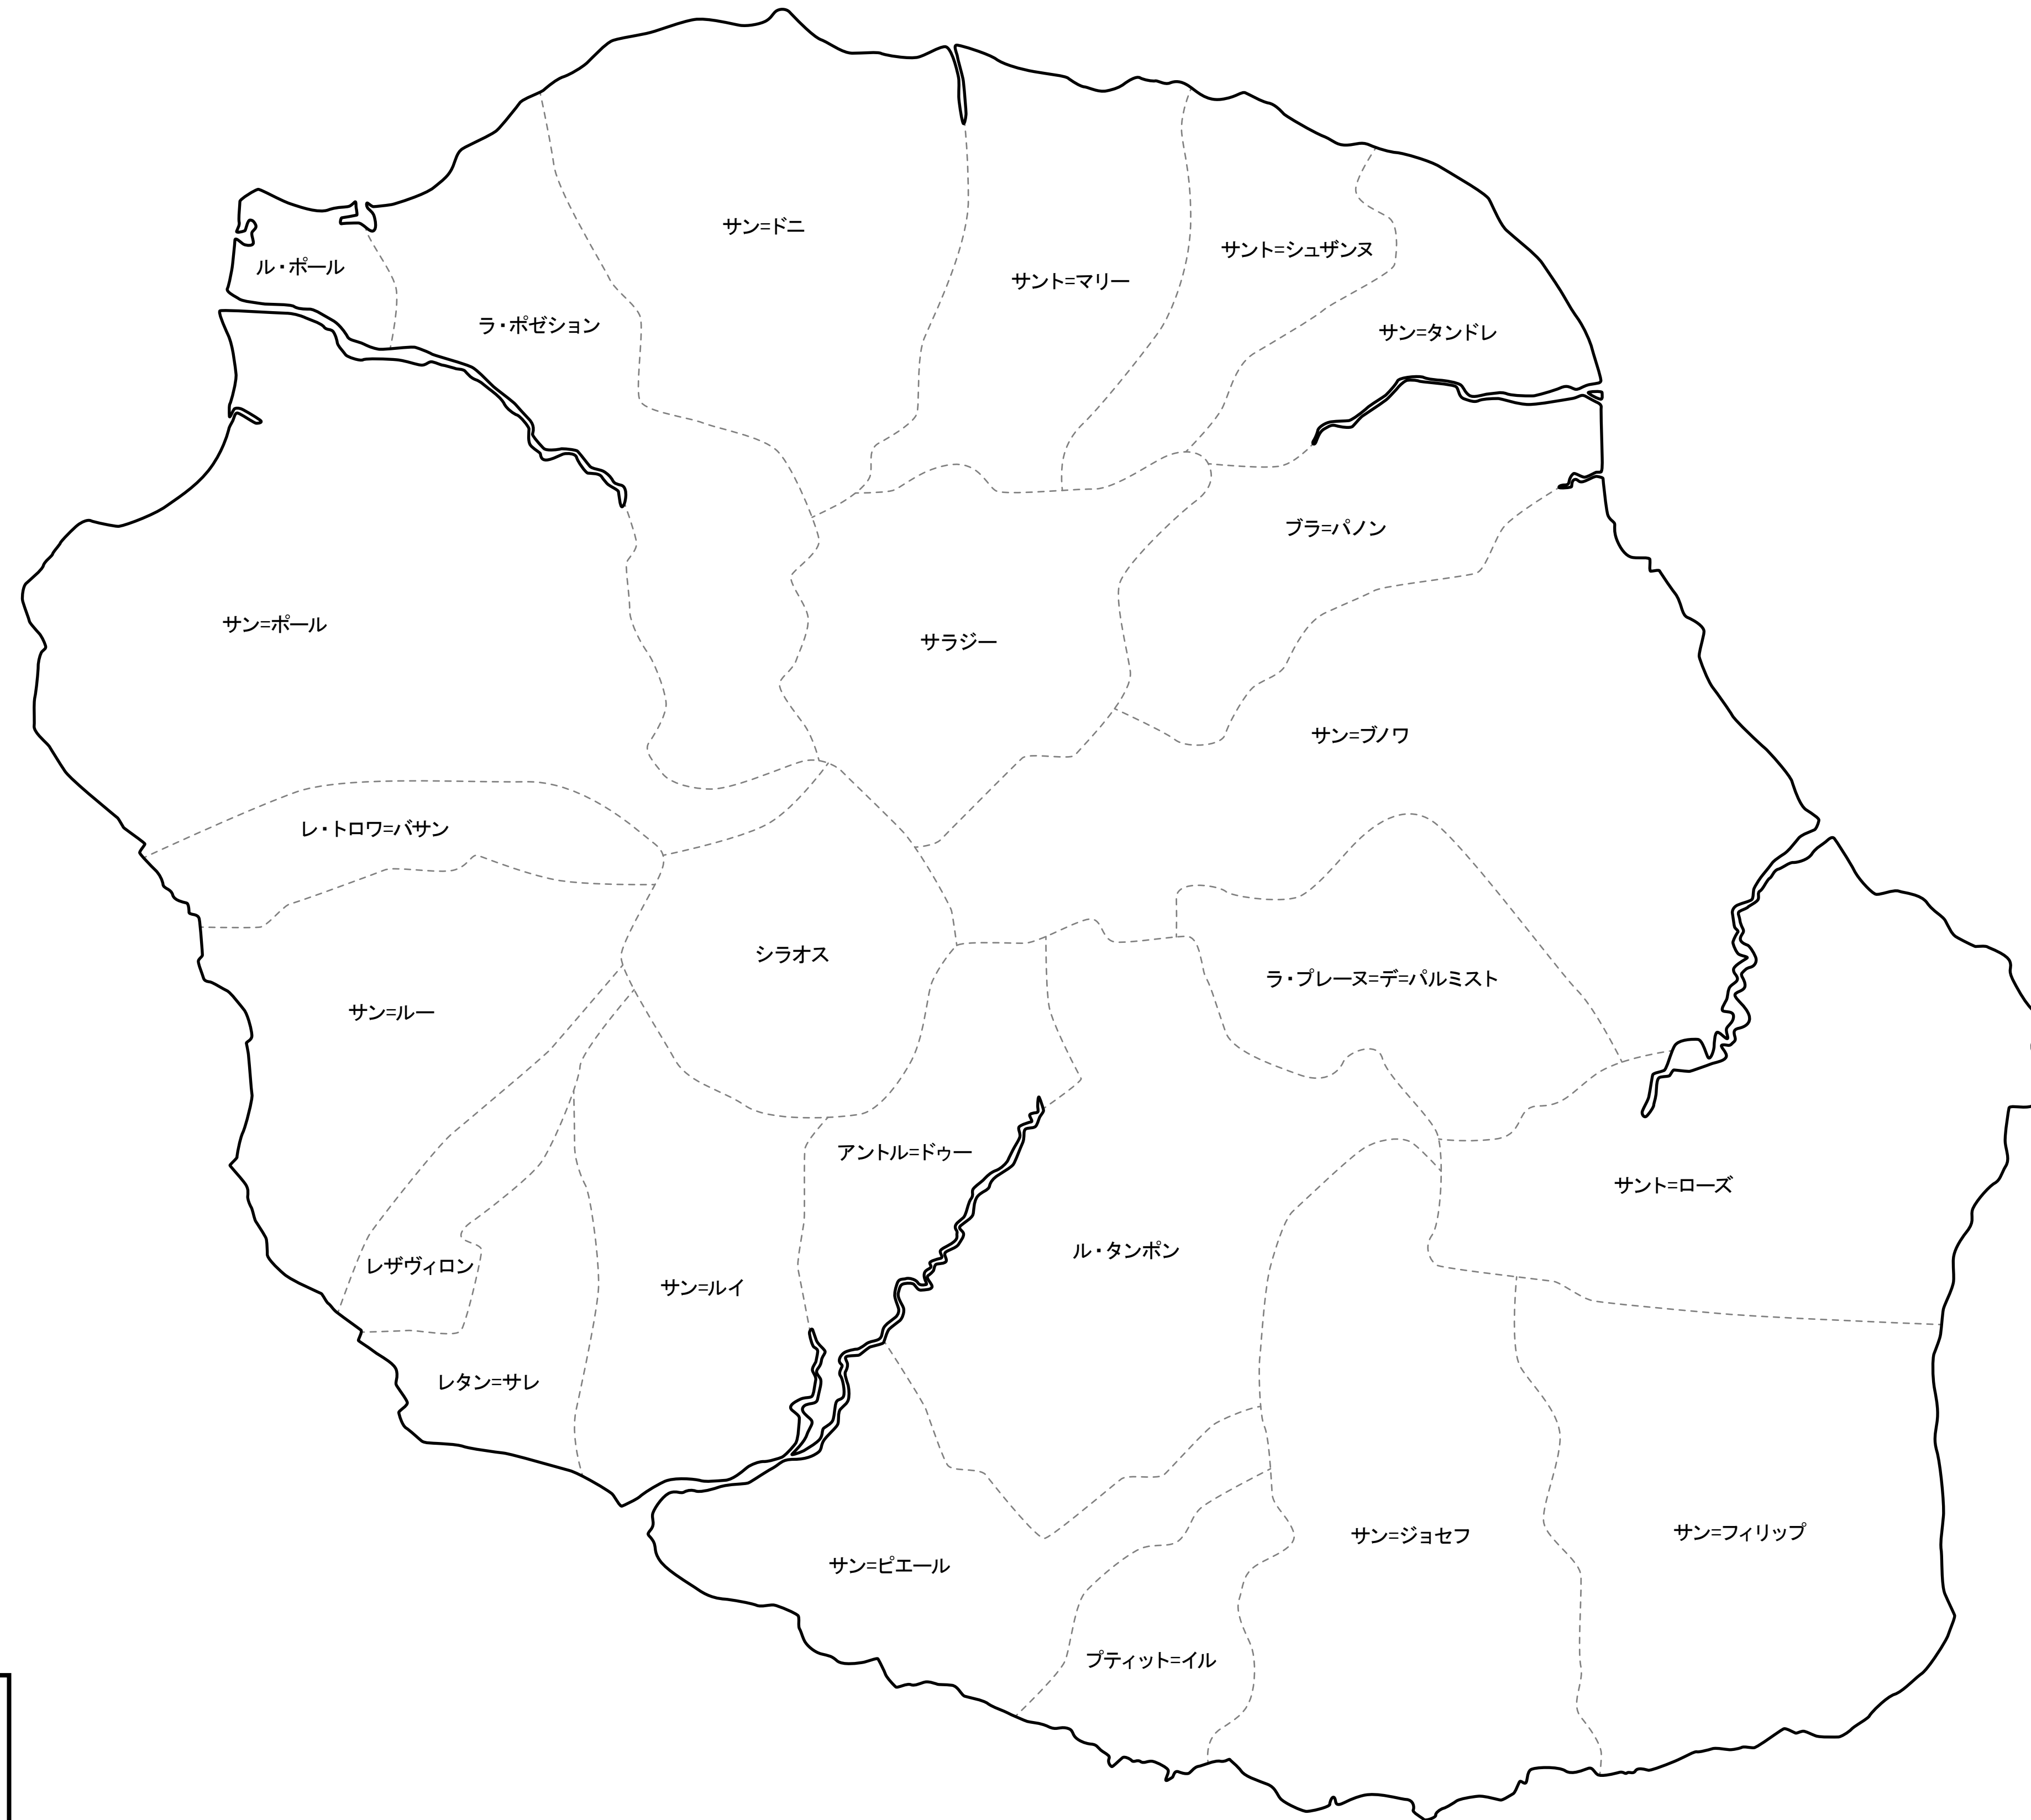 サン=ドニ
サント=シュザンヌ
ル・ポール
サント=マリー
ラ・ポゼション
サン=タンドレ
ブラ=パノン
サン=ポール
サラジー
サン=ブノワ
レ・トロワ=バサン
シラオス
ラ・プレーヌ=デ=パルミスト
サン=ルー
アントル=ドゥー
サント=ローズ
ル・タンポン
レザヴィロン
サン=ルイ
レタン=サレ
サン=フィリップ
サン=ジョセフ
サン=ピエール
プティット=イル